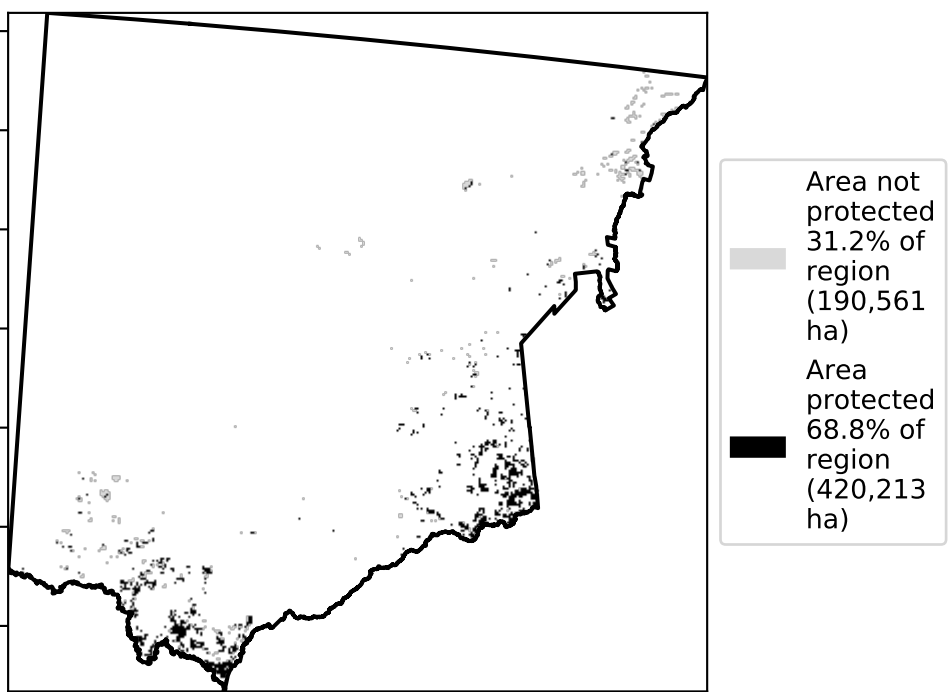 Area not
protected
31.2% of
region
(190,561
ha)
Area
protected
68.8% of
region
(420,213
ha)